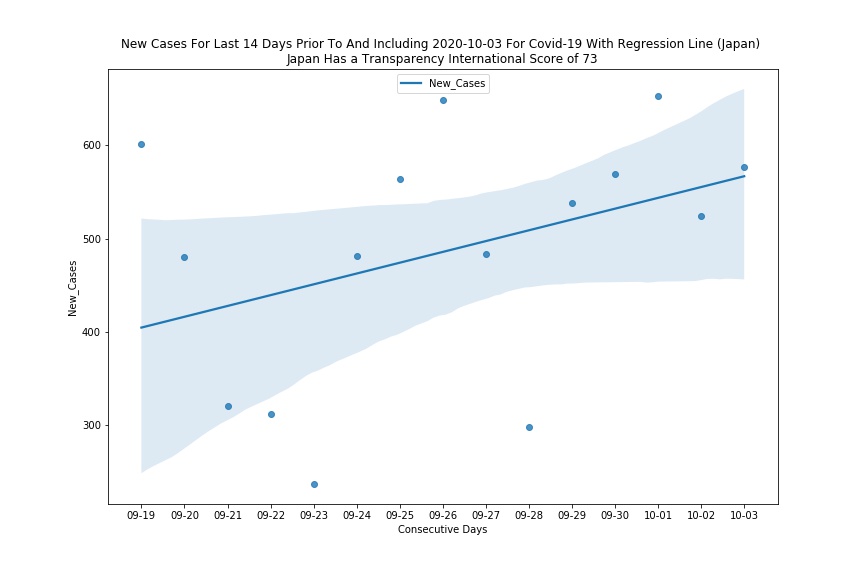 New Cases For Last 14 Days Prior To And Including 2020-10-03 For Covid-19 With Regression Line (Japan)
Japan Has a Transparency International Score of 73
New_Cases
600
500
400
300
New_Cases
09-19 09-20 09-21 09-22 09-23 09-24 09-25 09-26 09-27 09-28 09-29 09-30 10-01 10-02 10-03
Consecutive Days